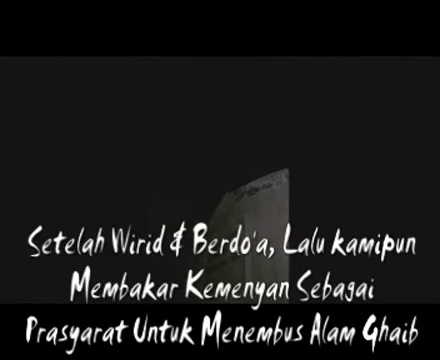 Setelah Wirid & Berdo'a, Lalu kamipun
Membakar Kemenyan Sebagai
Prasyarat Untuk Menembus Alam Ghaib